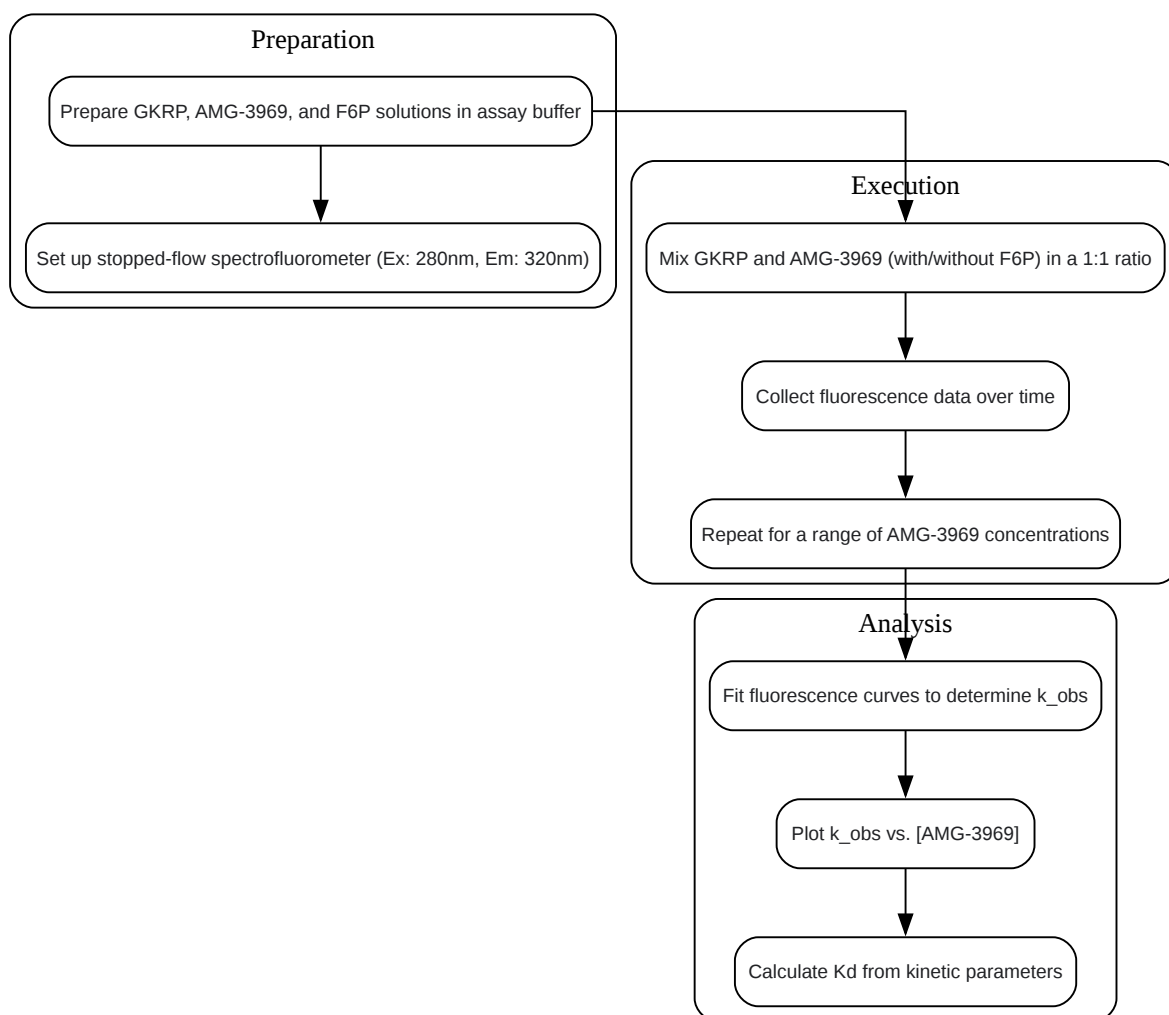 Preparation
Prepare GKRP, AMG-3969, and F6P solutions in assay buffer
Set up stopped-flow spectrofluorometer (Ex: 280nm, Em: 320nm)
Execution
Mix GKRP and AMG-3969 (with/without F6P) in a 1:1 ratio
Collect fluorescence data over time
Repeat for a range of AMG-3969 concentrations
Analysis
Fit fluorescence curves to determine k_obs
Plot k_obs vs. [AMG-3969]
Calculate Kd from kinetic parameters